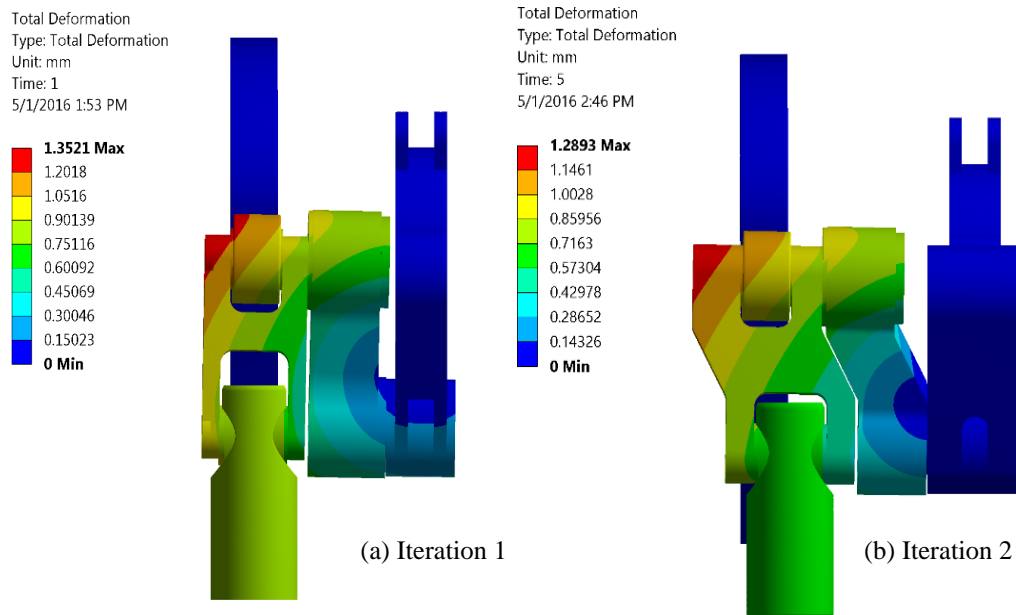 Total Deformation
Type: Total Deformation
Unit: mm
Time: 1
5/1/2016 1:53 PM
1.3521 Max
1.2018
1.0516
0.90139
0.75116
0.60092
0.45069
0.30046
0.15023
0 Min
(a) Iteration 1
Total Deformation
Type: Total Deformation
Unit: mm
Time: 5
5/1/2016 2:46 PM
1.2893 Max
1.1461
1.0028
0.85956
0.7163
0.57304
0.42978
0.28652
0.14326
0 Min
(b) Iteration 2